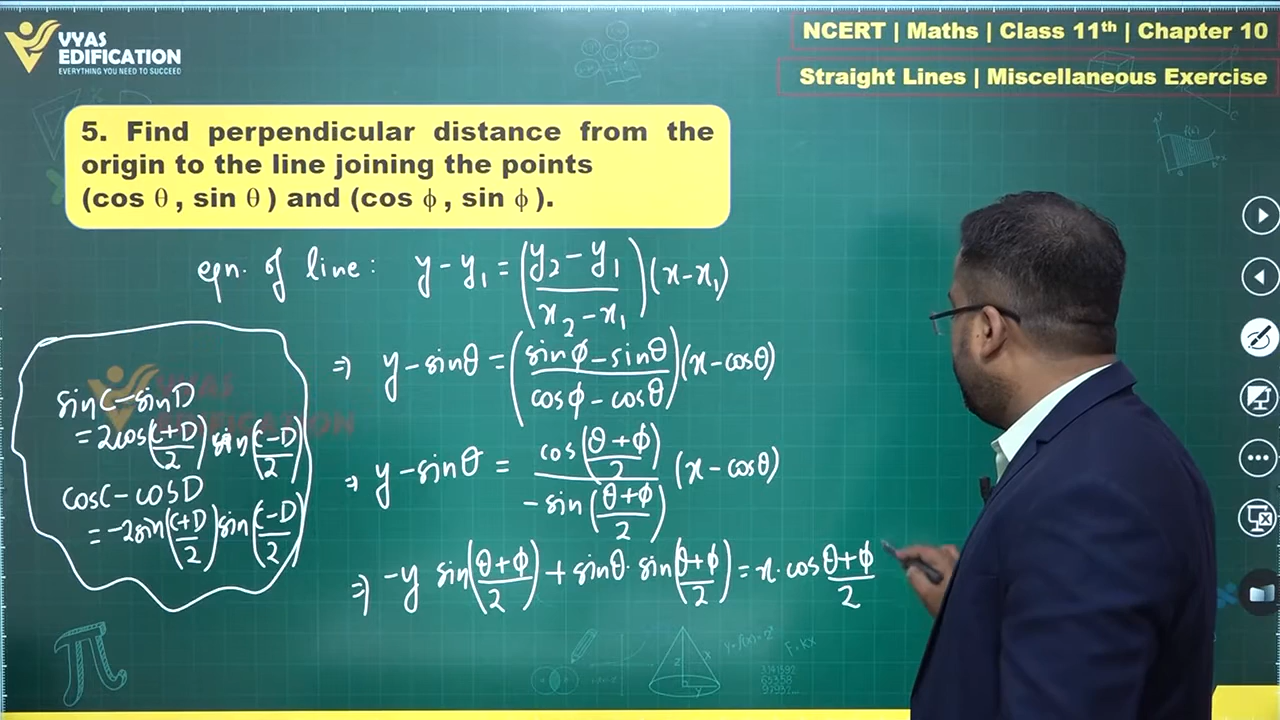 VYAS
EDIFICATION
EVERYTHING YOU NEED TO SUCCEED
NCERT | Maths | Class 11th | Chapter 10
Straight Lines | Miscellaneous Exercise
5. Find perpendicular distance from the
origin to the line joining the points
(cos θ , sin θ ) and (cos ϕ , sin ϕ ).
eqn. of line: y - y₁ = ((y₂ - y₁)/(x₂ - x₁)) (x - x₁)
⇒ y - sinθ = ((sinϕ - sinθ)/(cosϕ - cosθ)) (x - cosθ)
⇒ y - sinθ = cos((θ+ϕ)/2) / -sin((θ+ϕ)/2) (x - cosθ)
⇒ -y sin((θ+ϕ)/2) + sinθ· sin((θ+ϕ)/2) = x· cos (θ+ϕ)/2
sinC - sinD
= 2cos((C+D)/2) sin((C-D)/2)
cosC - cosD
= -2sin((C+D)/2) sin((C-D)/2)
VYAS
EDIFICATION